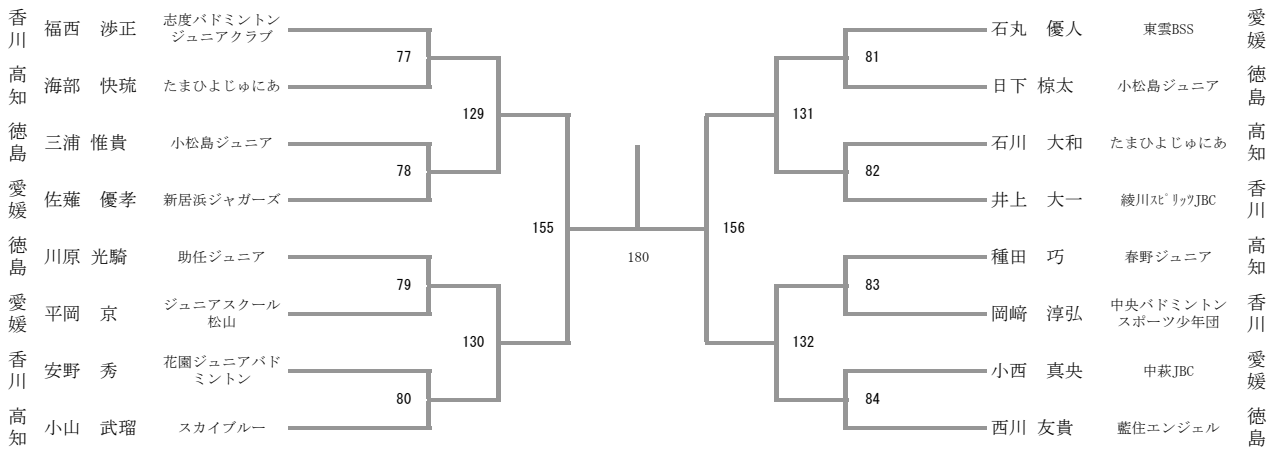 香川 福西 渉正 志度バドミントン
ジュニアクラブ
77
高知 海部 快琉 たまひよじゅにあ
129
徳島 三浦 惟貴 小松島ジュニア
78
愛媛 佐薙 優孝 新居浜ジャガーズ
155
徳島 川原 光騎 助任ジュニア
79
愛媛 平岡 京 ジュニアスクール
松山
130
香川 安野 秀 花園ジュニアバド
ミントン
80
高知 小山 武瑠 スカイブルー
180
石丸 優人 東雲BSS 愛媛
81
日下 椋太 小松島ジュニア 徳島
131
石川 大和 たまひよじゅにあ 高知
82
井上 大一 綾川ｽﾋﾟﾘｯﾂJBC 香川
156
種田 巧 春野ジュニア 高知
83
岡﨑 淳弘 中央バドミントン
スポーツ少年団 香川
132
小西 真央 中萩JBC 愛媛
84
西川 友貴 藍住エンジェル 徳島